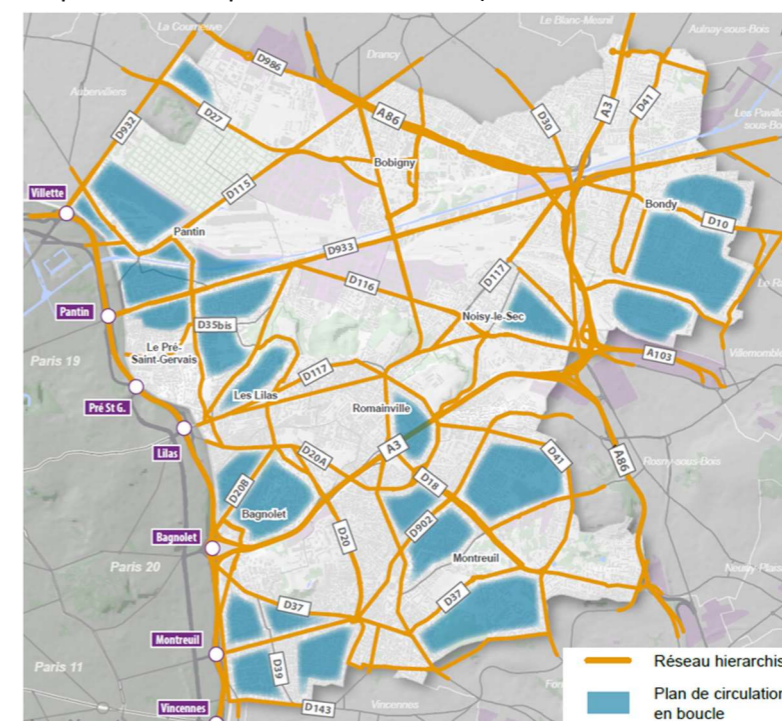 La Courneuve
Le Blanc-Mesnil
Aulnay-sous-Bois
Drancy
D986
Aubervilliers
D27
D932
A86
D30
A3
D41
Les Pavill
sous-Bo
Bobigny
D115
Villette
Bondy
D10
Pantin
D933
D117
D116
Noisy-le-Sec
Pantin
D35bis
Le Pré-
Saint-Gervais
Paris 19
A103
Villemomble
D117
Les Lilas
Romainville
Pré St G.
A3
D20A
Lilas
D41
A86
Rosny-sous-Bois
D18
D20B
Bagnolet
D902
D20
Bagnolet
Montreuil
Paris 20
D37
D37
Montreuil
D39
Paris 11
Vincennes
D143
Vincennes
Réseau hierarchis
Plan de circulation
en boucle